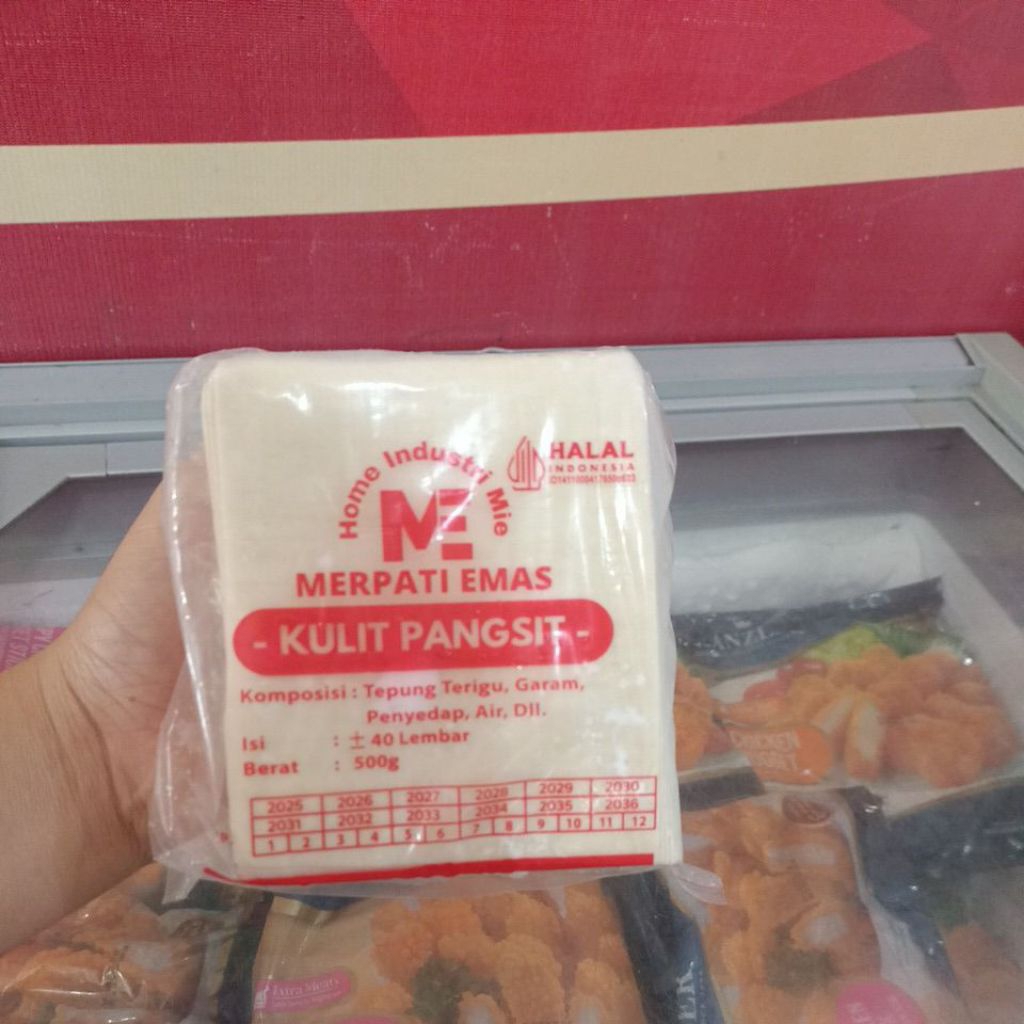 Home Industri Mie
ME
HALAL
INDONESIA
MERPATI EMAS
- KULIT PANGSIT -
Komposisi : Tepung Terigu, Garam,
Penyedap, Air, Dll.
Isi : ± 40 Lembar
Berat : 500g
2025 2026 2027 2028 2029 2030
2031 2032 2033 2034 2035 2036
1 2 3 4 5 6 7 8 9 10 11 12
CHICKEN
Extra Meats